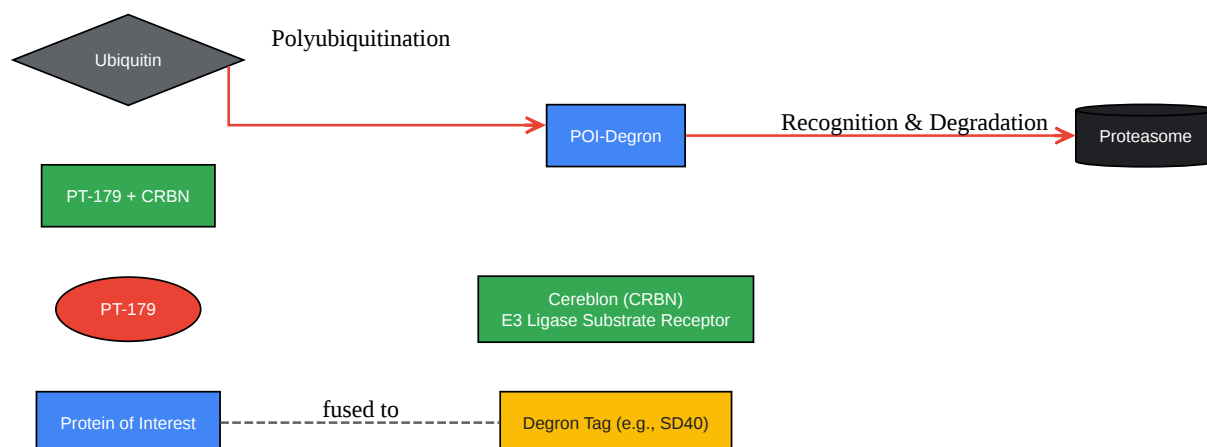 Polyubiquitination
Ubiquitin
POI-Degron
Recognition & Degradation
Proteasome
PT-179 + CRBN
PT-179
Cereblon (CRBN)
E3 Ligase Substrate Receptor
Protein of Interest
fused to
Degron Tag (e.g., SD40)